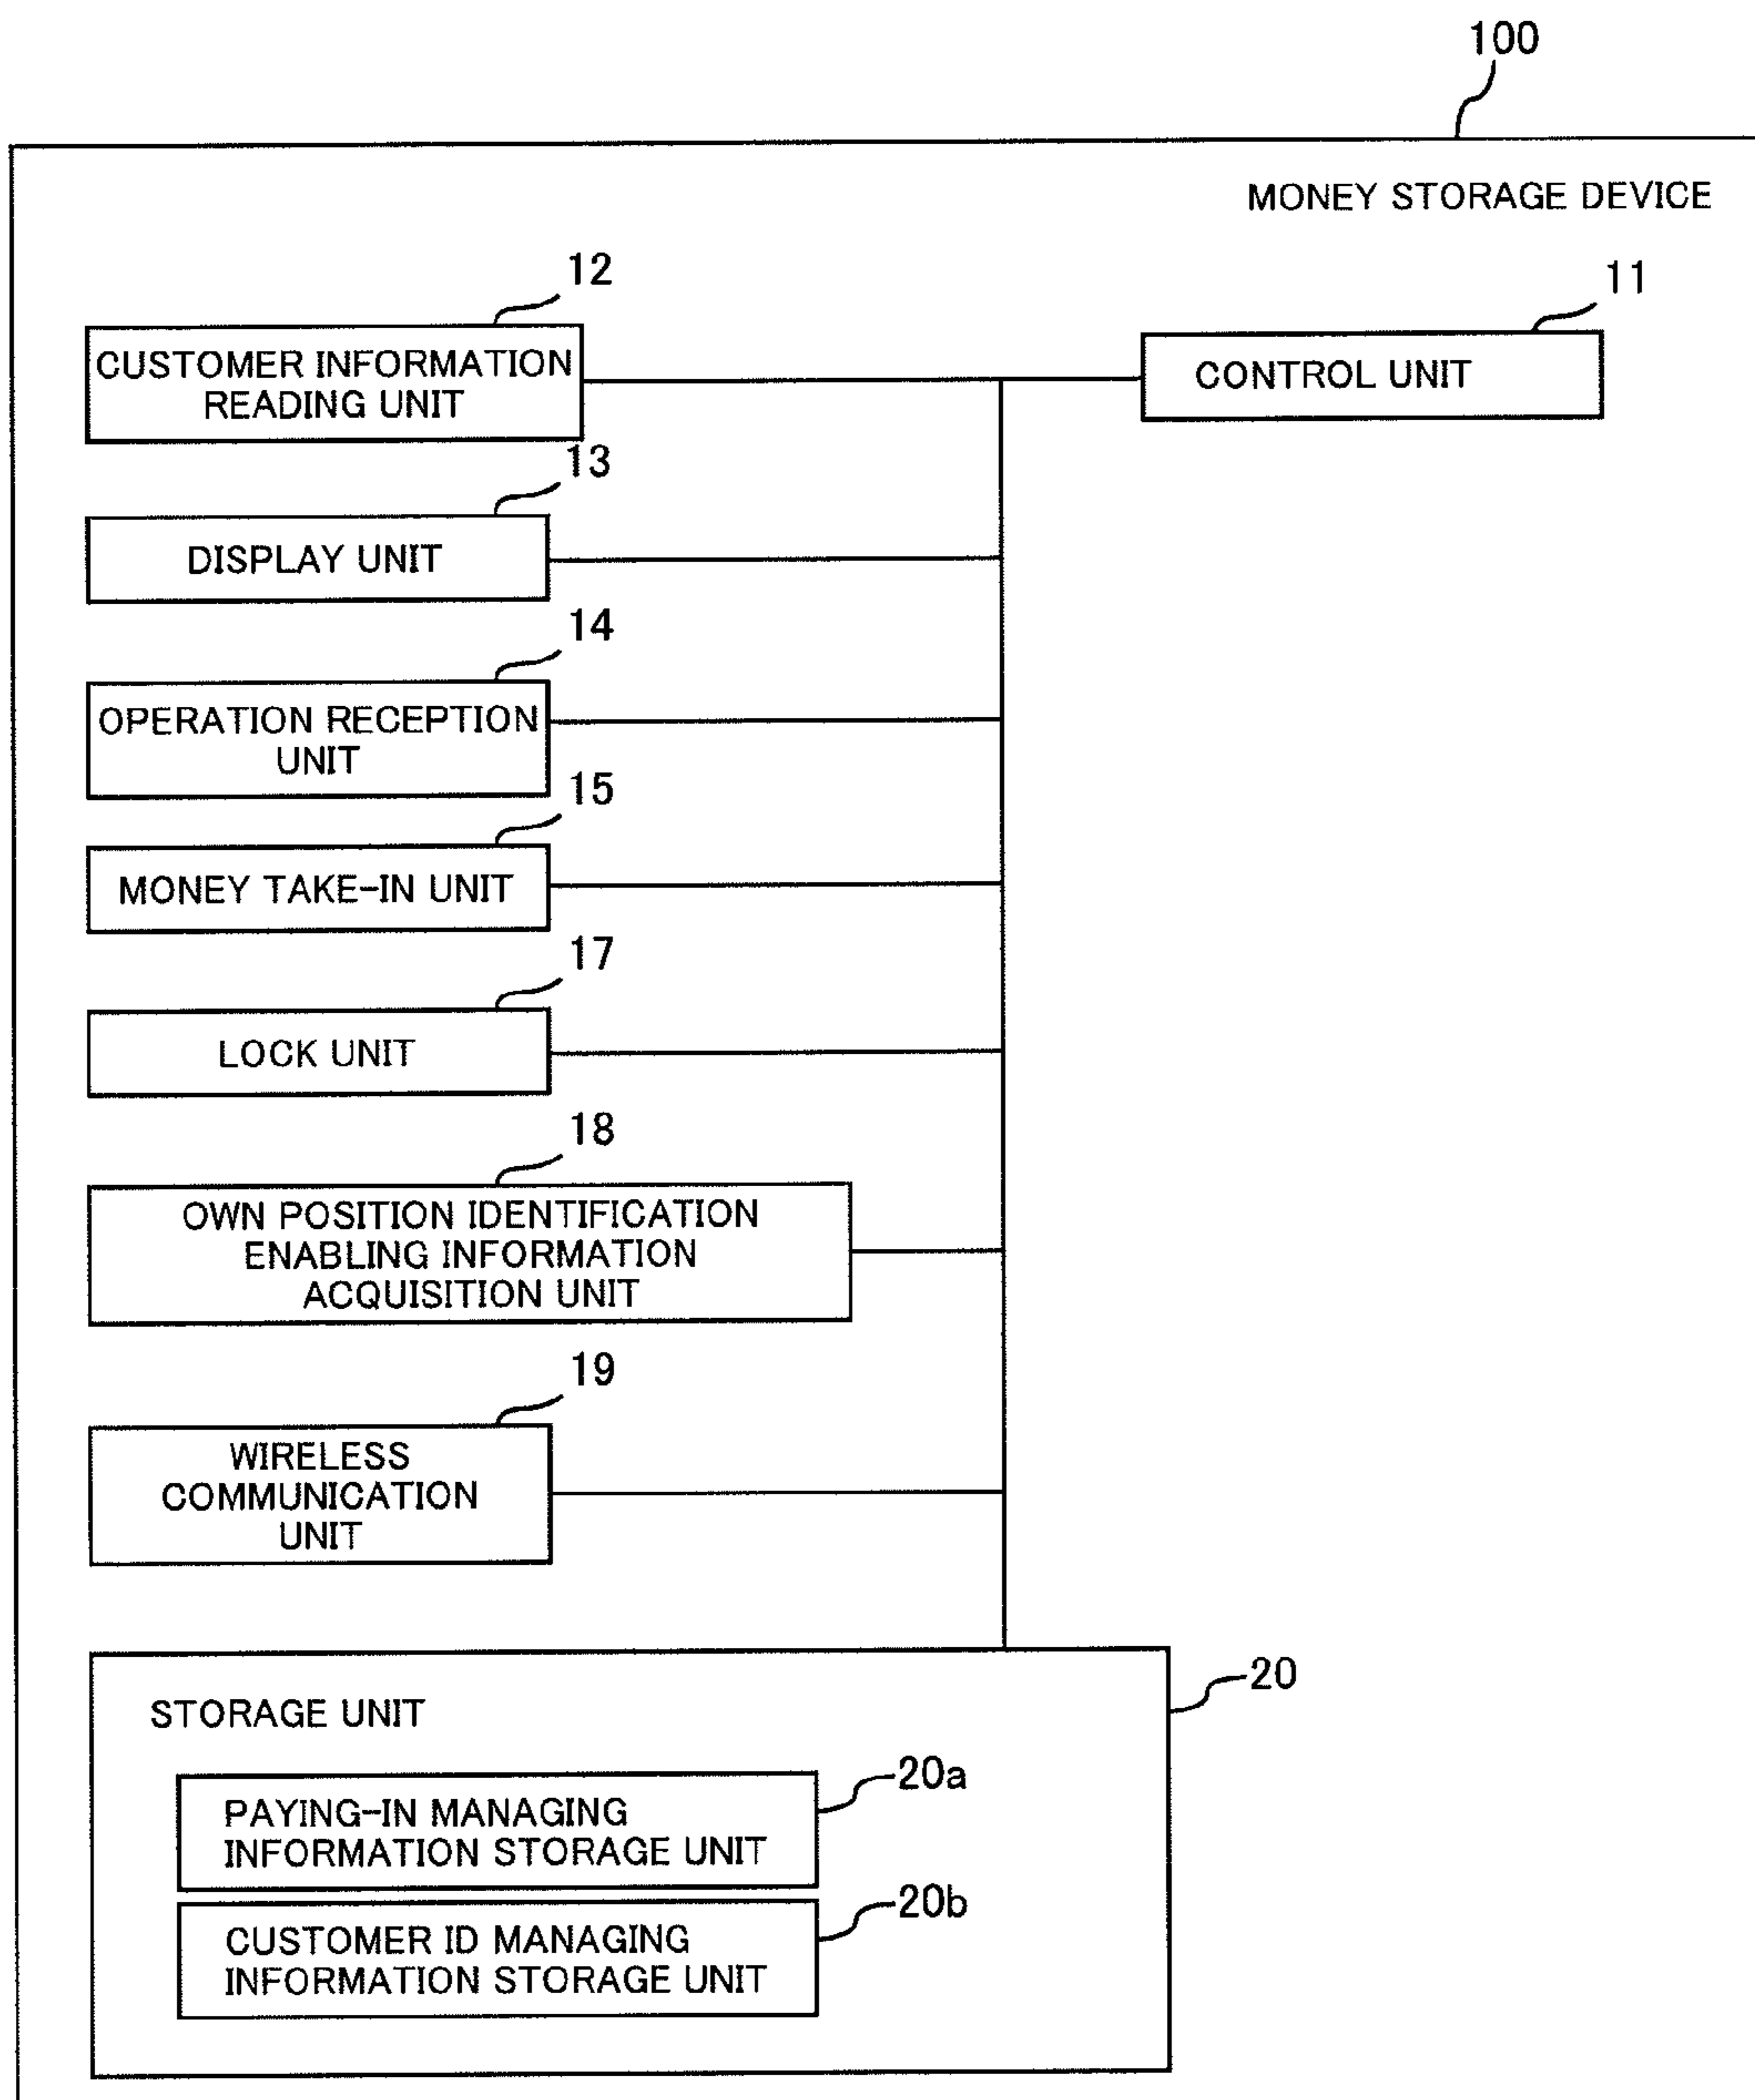 100
MONEY STORAGE DEVICE
12
11
CUSTOMER INFORMATION
READING UNIT
CONTROL UNIT
13
DISPLAY UNIT
14
OPERATION RECEPTION
UNIT
15
MONEY TAKE-IN UNIT
17
LOCK UNIT
18
OWN POSITION IDENTIFICATION
ENABLING INFORMATION
ACQUISITION UNIT
19
WIRELESS
COMMUNICATION
UNIT
20
STORAGE UNIT
20a
PAYING-IN MANAGING
INFORMATION STORAGE UNIT
20b
CUSTOMER ID MANAGING
INFORMATION STORAGE UNIT